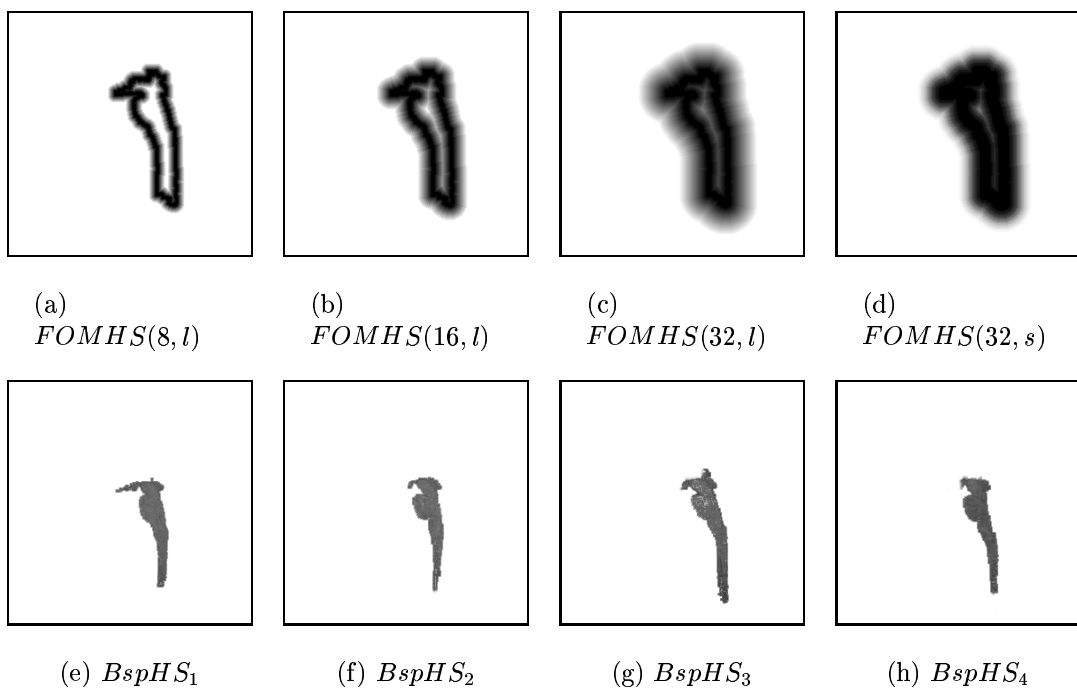 (a) (b) (c) (d)
FOMHS(8, l) FOMHS(16, l) FOMHS(32, l) FOMHS(32, s)
(e) BspHS₁ (f) BspHS₂ (g) BspHS₃ (h) BspHS₄